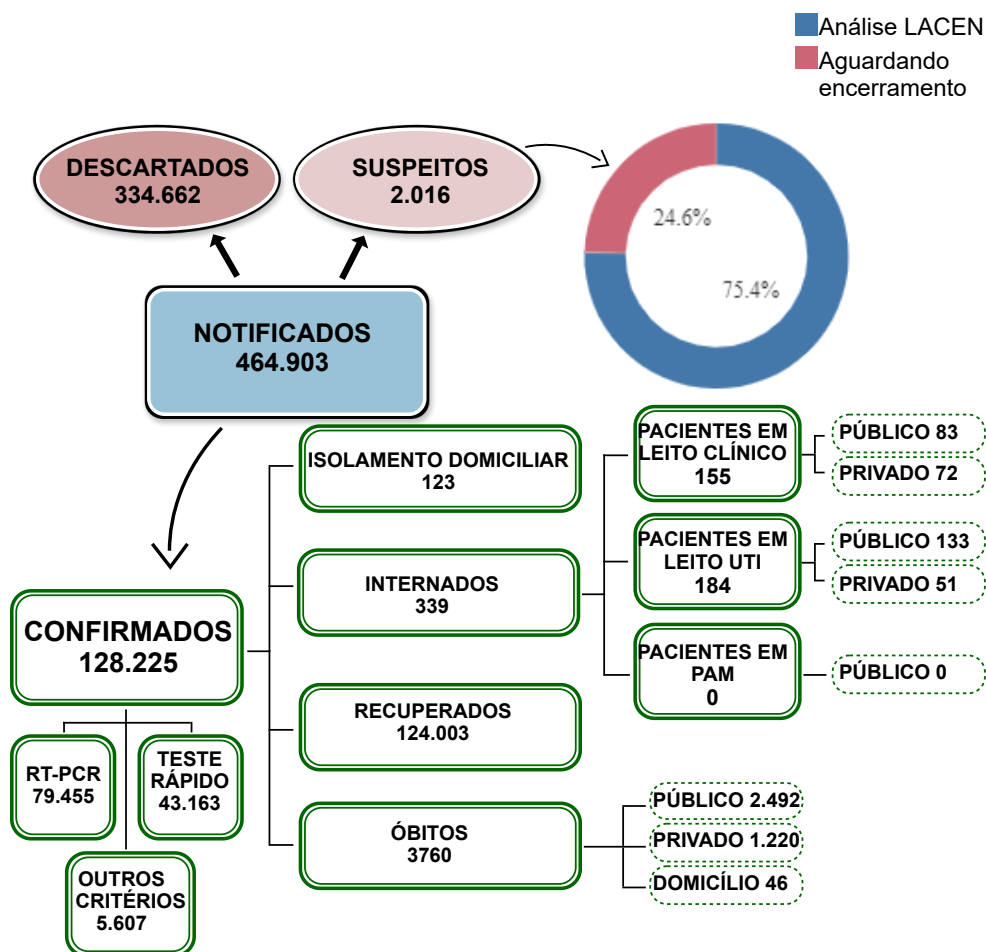 Análise LACEN
Aguardando
encerramento
DESCARTADOS
334.662
SUSPEITOS
2.016
24.6%
75.4%
NOTIFICADOS
464.903
CONFIRMADOS
128.225
RT-PCR
79.455
TESTE
RÁPIDO
43.163
OUTROS
CRITÉRIOS
5.607
ISOLAMENTO DOMICILIAR
123
INTERNADOS
339
RECUPERADOS
124.003
ÓBITOS
3760
PACIENTES EM
LEITO CLÍNICO
155
PÚBLICO 83
PRIVADO 72
PACIENTES EM
LEITO UTI
184
PÚBLICO 133
PRIVADO 51
PACIENTES EM
PAM
0
PÚBLICO 0
PÚBLICO 2.492
PRIVADO 1.220
DOMICÍLIO 46